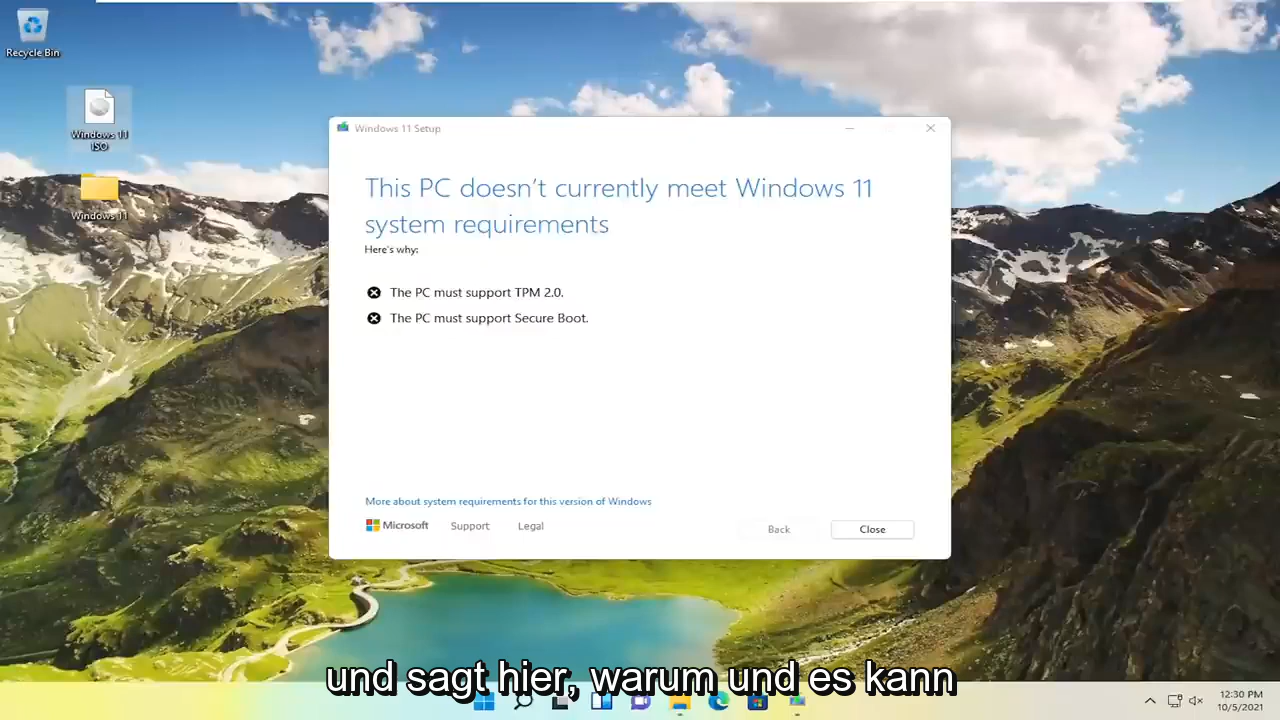 Recycle Bin
Windows 11
ISO
Windows 11
Windows 11 Setup
This PC doesn't currently meet Windows 11
system requirements
Here's why:
The PC must support TPM 2.0.
The PC must support Secure Boot.
More about system requirements for this version of Windows
Microsoft
Support
Legal
Back
Close
und sagt hier, warum und es kann
12:30 PM
10/5/2021